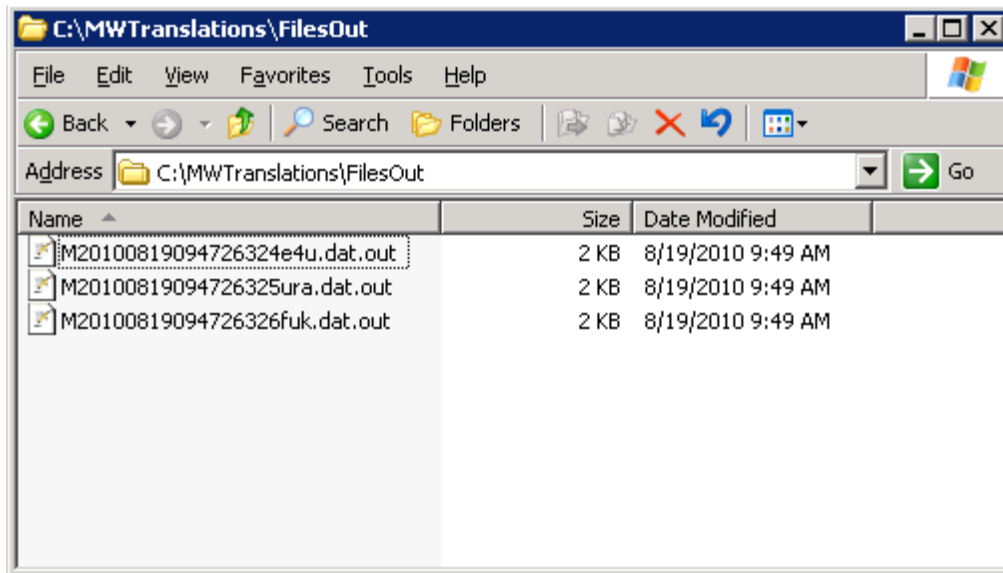 C:\MWTranslations\FilesOut
File Edit View Favorites Tools Help
Back Search Folders
Address C:\MWTranslations\FilesOut Go
Name Size Date Modified
M20100819094726324e4u.dat.out 2 KB 8/19/2010 9:49 AM
M20100819094726325ura.dat.out 2 KB 8/19/2010 9:49 AM
M20100819094726326fuk.dat.out 2 KB 8/19/2010 9:49 AM